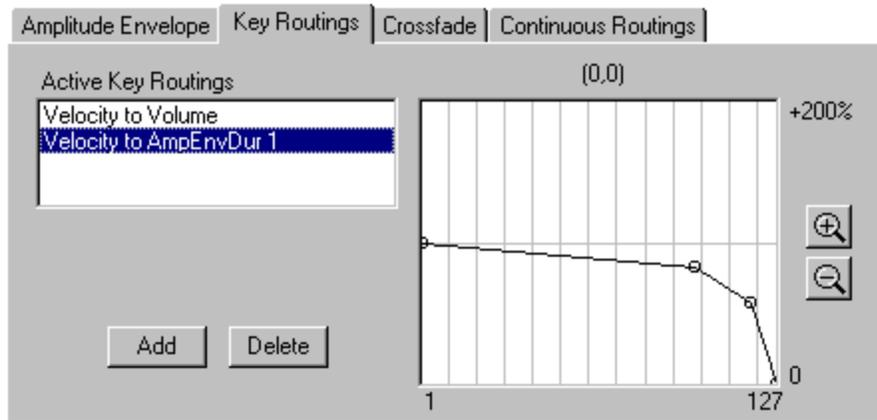 Amplitude Envelope Key Routings Crossfade Continuous Routings
Active Key Routings
(0,0)
Velocity to Volume
Velocity to AmpEnvDur 1
+200%
Add Delete
0
1 127